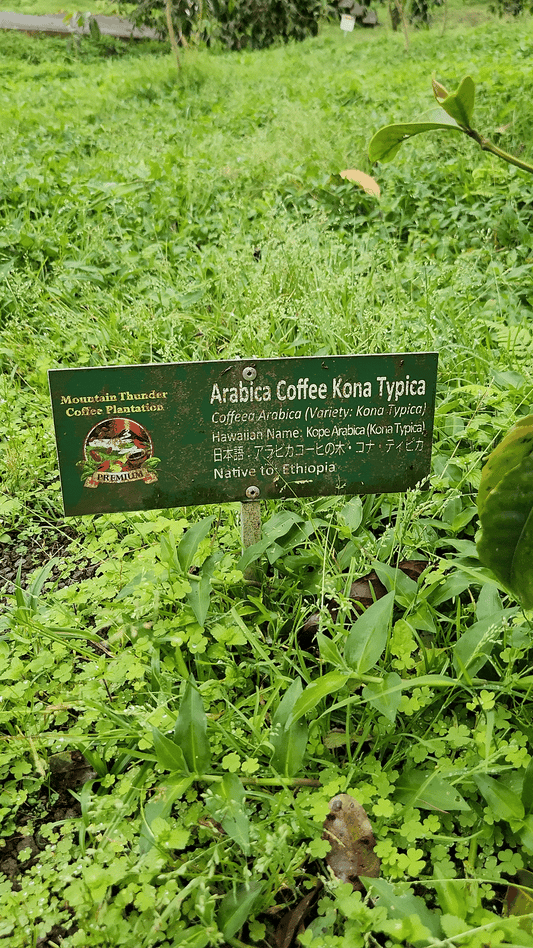 Mountain Thunder
Coffee Plantation
PREMIUM
Arabica Coffee Kona Typica
Coffea Arabica (Variety: Kona Typica)
Hawaiian Name: Kope Arabica (Kona Typica)
日本語：アラビカコーヒーの木・コナ・ティピカ
Native to: Ethiopia